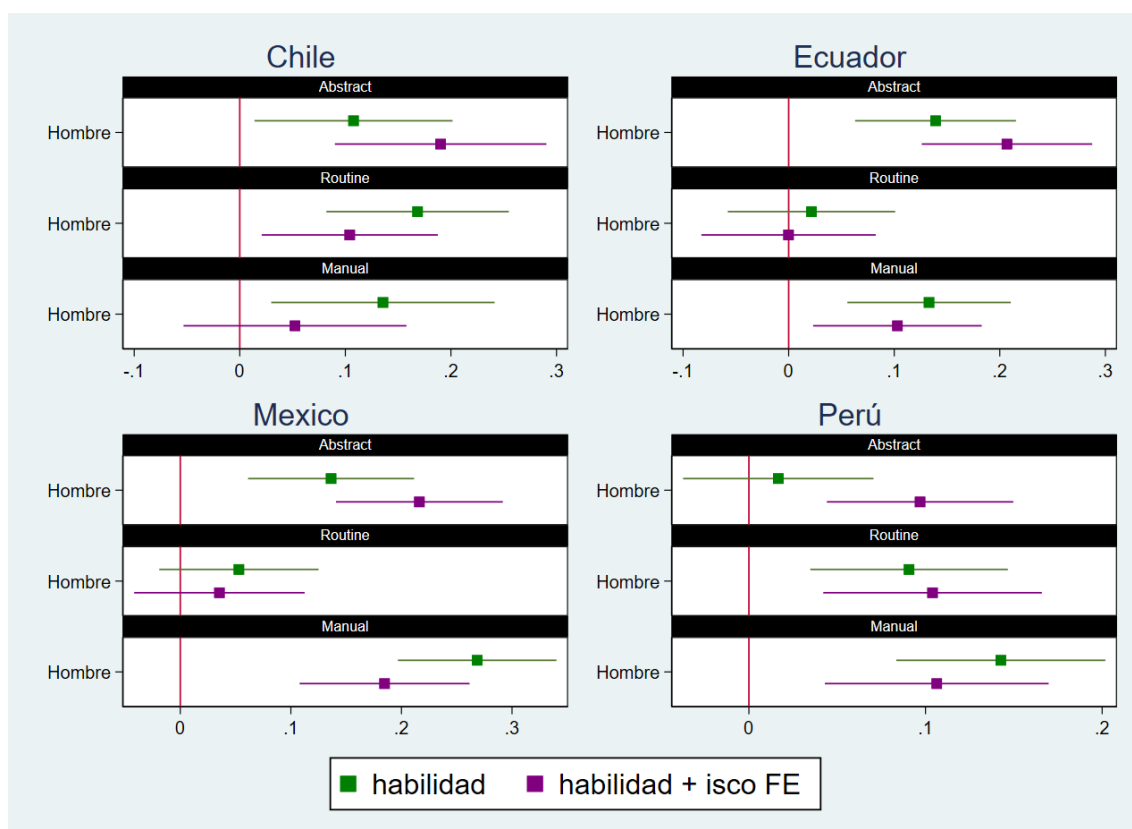 Chile
Abstract
Hombre
Routine
Hombre
Manual
Hombre
-.1 0 .1 .2 .3
Ecuador
Abstract
Hombre
Routine
Hombre
Manual
Hombre
-.1 0 .1 .2 .3
Mexico
Abstract
Hombre
Routine
Hombre
Manual
Hombre
0 .1 .2 .3
Perú
Abstract
Hombre
Routine
Hombre
Manual
Hombre
0 .1 .2
habilidad habilidad + isco FE